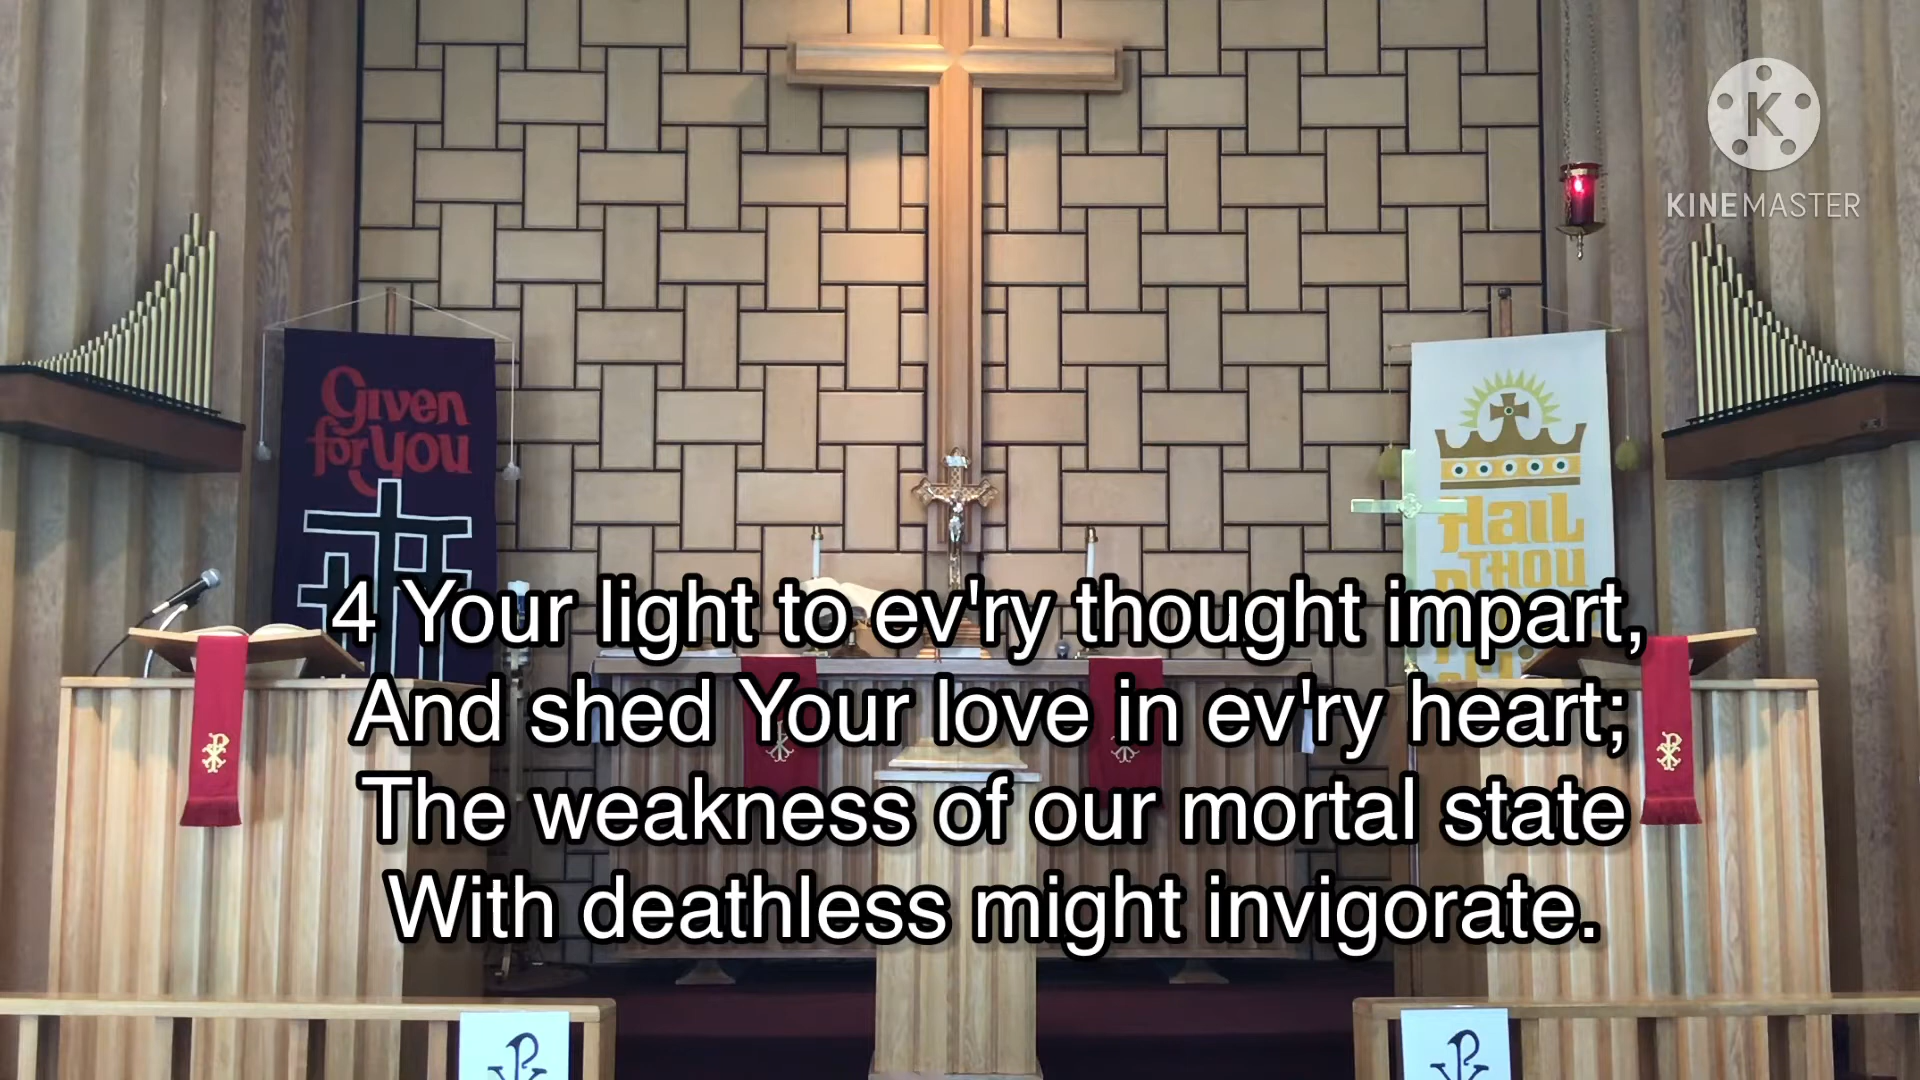 KINEMASTER
Given
for you
Hail
THOU
4 Your light to ev'ry thought impart,
And shed Your love in ev'ry heart;
The weakness of our mortal state
With deathless might invigorate.